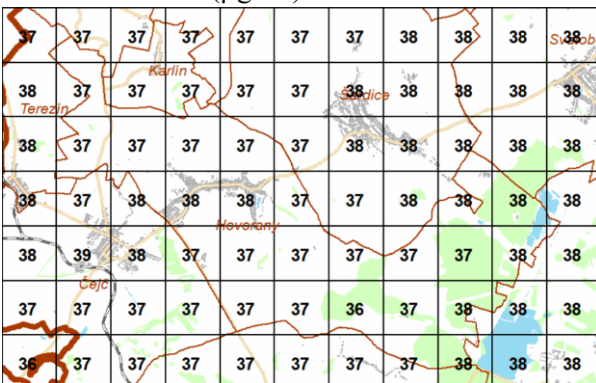 37 37 37 37 37 37 37 38 38 38 Svatob
Karlín
38 37 37 37 37 37 38 38 38 38 38
Terezín Šardice
38 37 37 37 37 37 38 38 38 38 38
38 37 38 38 38 37 37 38 38 38 38
Hovorany
38 39 38 37 37 37 37 37 37 38 38
Čejč
37 37 37 37 37 37 36 37 38 38 38
36 37 37 37 37 37 37 37 38 38 38